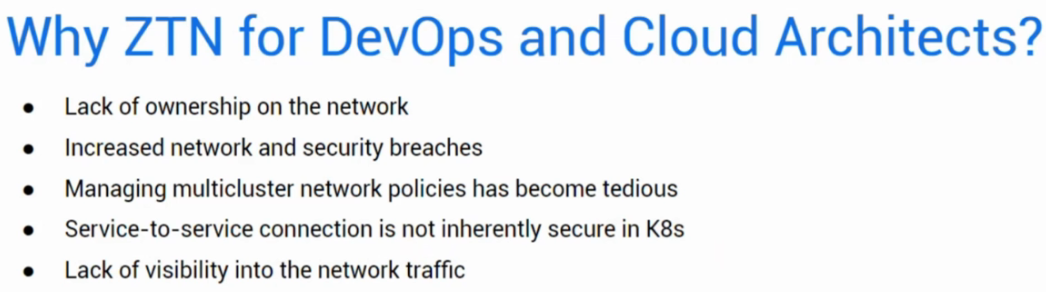 Why ZTN for DevOps and Cloud Architects?
● Lack of ownership on the network
● Increased network and security breaches
● Managing multicluster network policies has become tedious
● Service-to-service connection is not inherently secure in K8s
● Lack of visibility into the network traffic